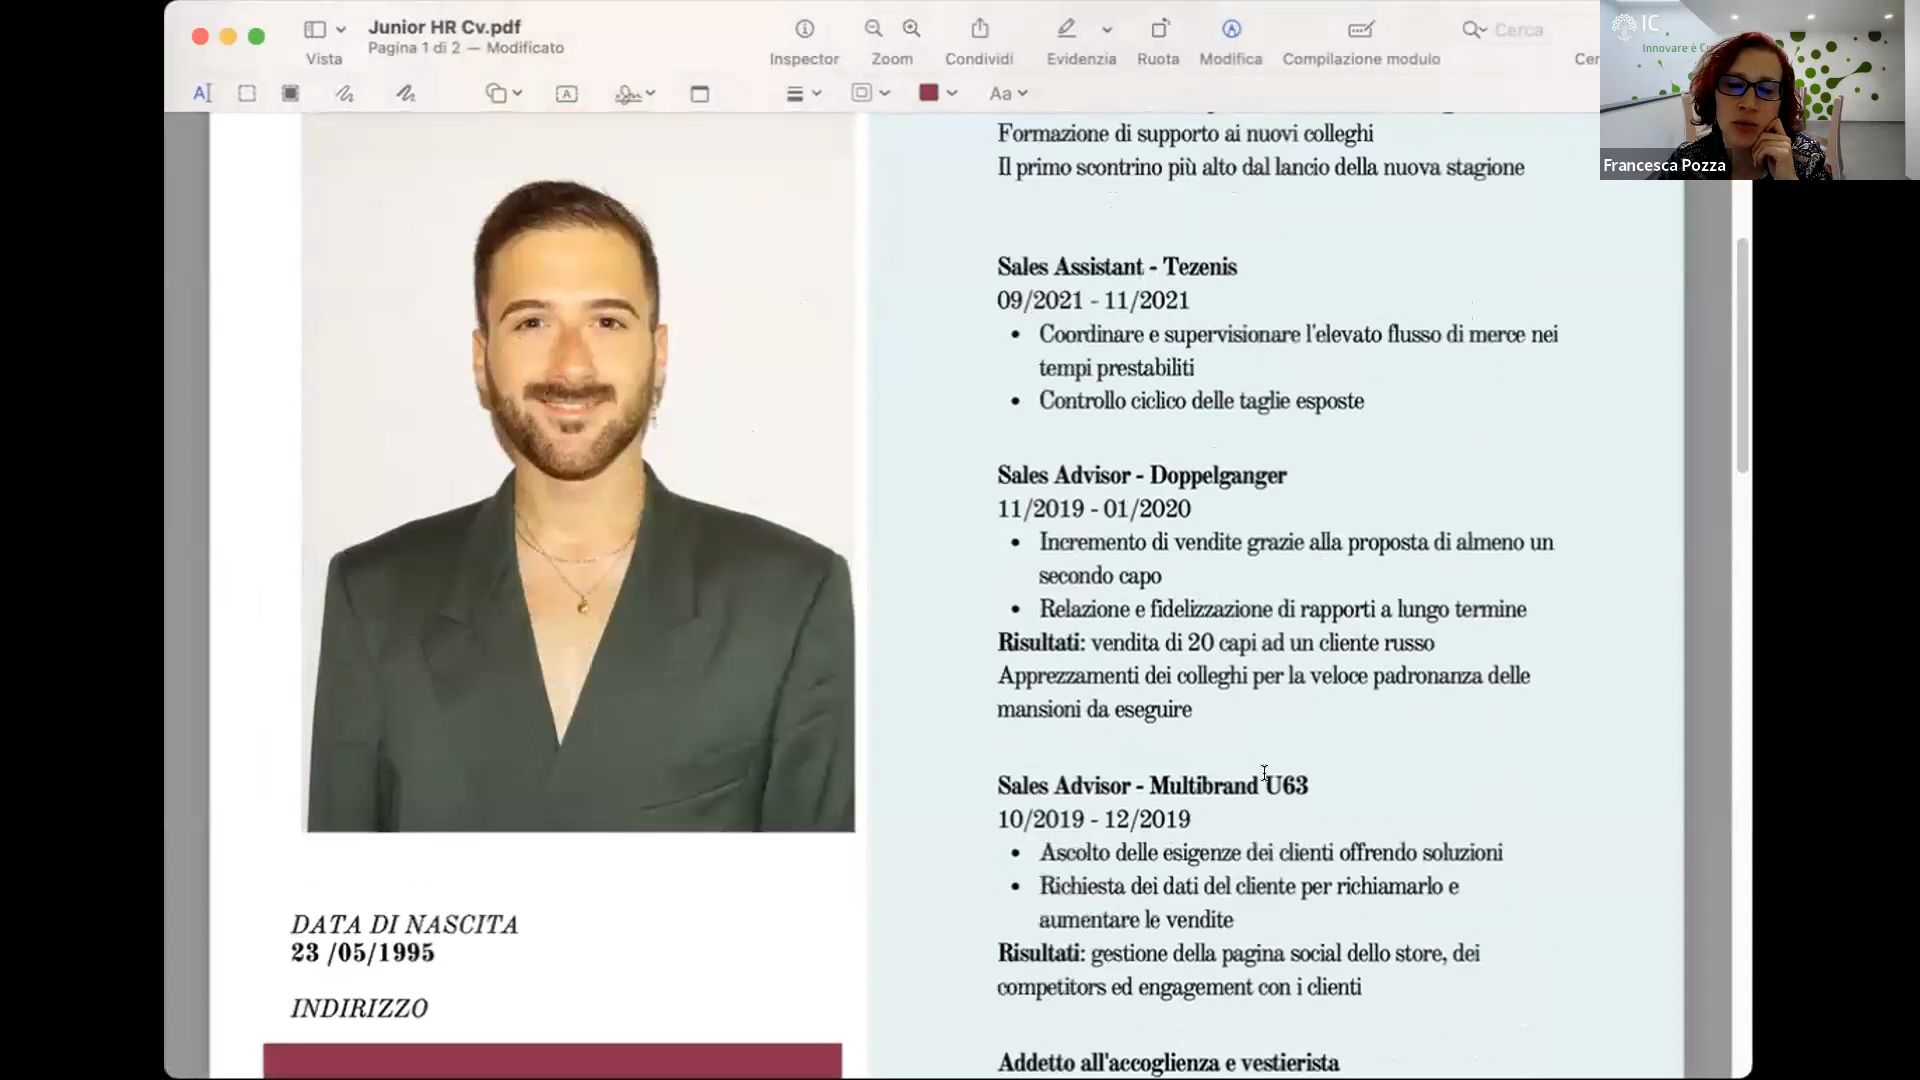 Junior HR Cv.pdf
Pagina 1 di 2 — Modificato
Vista
Inspector
Zoom
Condividi
Evidenzia
Ruota
Modifica
Compilazione modulo
Cerca
IC
Innovare è
Francesca Pozza
A
Aa
Formazione di supporto ai nuovi colleghi
Il primo scontrino più alto dal lancio della nuova stagione
Sales Assistant - Tezenis
09/2021 - 11/2021
• Coordinare e supervisionare l'elevato flusso di merce nei
tempi prestabiliti
• Controllo ciclico delle taglie esposte
Sales Advisor - Doppelganger
11/2019 - 01/2020
• Incremento di vendite grazie alla proposta di almeno un
secondo capo
• Relazione e fidelizzazione di rapporti a lungo termine
Risultati: vendita di 20 capi ad un cliente russo
Apprezzamenti dei colleghi per la veloce padronanza delle
mansioni da eseguire
Sales Advisor - Multibrand U63
10/2019 - 12/2019
• Ascolto delle esigenze dei clienti offrendo soluzioni
• Richiesta dei dati del cliente per richiamarlo e
aumentare le vendite
Risultati: gestione della pagina social dello store, dei
competitors ed engagement con i clienti
Addetto all'accoglienza e vestierista
DATA DI NASCITA
23 /05/1995
INDIRIZZO